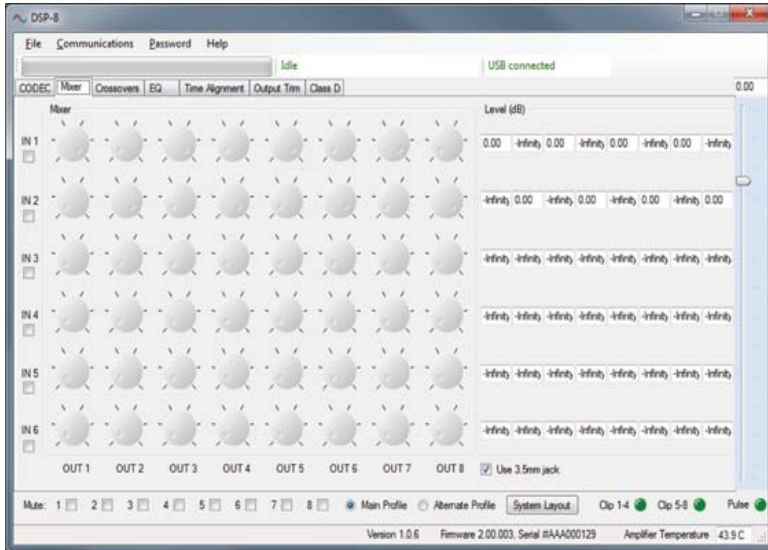 DSP-8
File Communications Password Help
Idle USB connected
CODEC Mixer Crossovers EQ Time Alignment Output Trim Class D 0.00
Mixer Level (dB)
IN 1 0.00 -Infinity 0.00 -Infinity 0.00 -Infinity 0.00 -Infinity
IN 2 -Infinity 0.00 -Infinity 0.00 -Infinity 0.00 -Infinity 0.00
IN 3 -Infinity -Infinity -Infinity -Infinity -Infinity -Infinity -Infinity -Infinity
IN 4 -Infinity -Infinity -Infinity -Infinity -Infinity -Infinity -Infinity -Infinity
IN 5 -Infinity -Infinity -Infinity -Infinity -Infinity -Infinity -Infinity -Infinity
IN 6 -Infinity -Infinity -Infinity -Infinity -Infinity -Infinity -Infinity -Infinity
OUT 1 OUT 2 OUT 3 OUT 4 OUT 5 OUT 6 OUT 7 OUT 8 Use 3.5mm jack
Mute: 1 2 3 4 5 6 7 8 Main Profile Alternate Profile System Layout Clip 1-4 Clip 5-8 Pulse
Version 1.0.6 Firmware 2.00.003, Serial #AAA000129 Amplifier Temperature 43.9 C